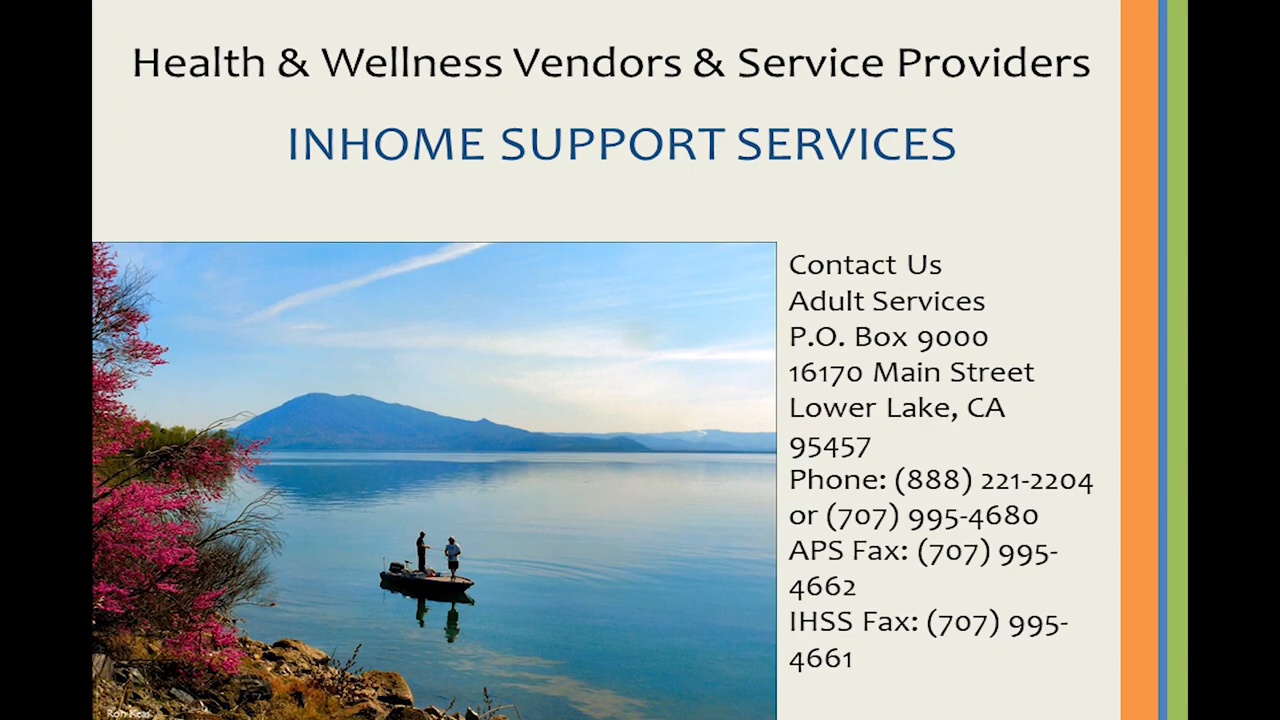 Health & Wellness Vendors & Service Providers
INHOME SUPPORT SERVICES
Contact Us
Adult Services
P.O. Box 9000
16170 Main Street
Lower Lake, CA
95457
Phone: (888) 221-2204
or (707) 995-4680
APS Fax: (707) 995-
4662
IHSS Fax: (707) 995-
4661
Ron Keas